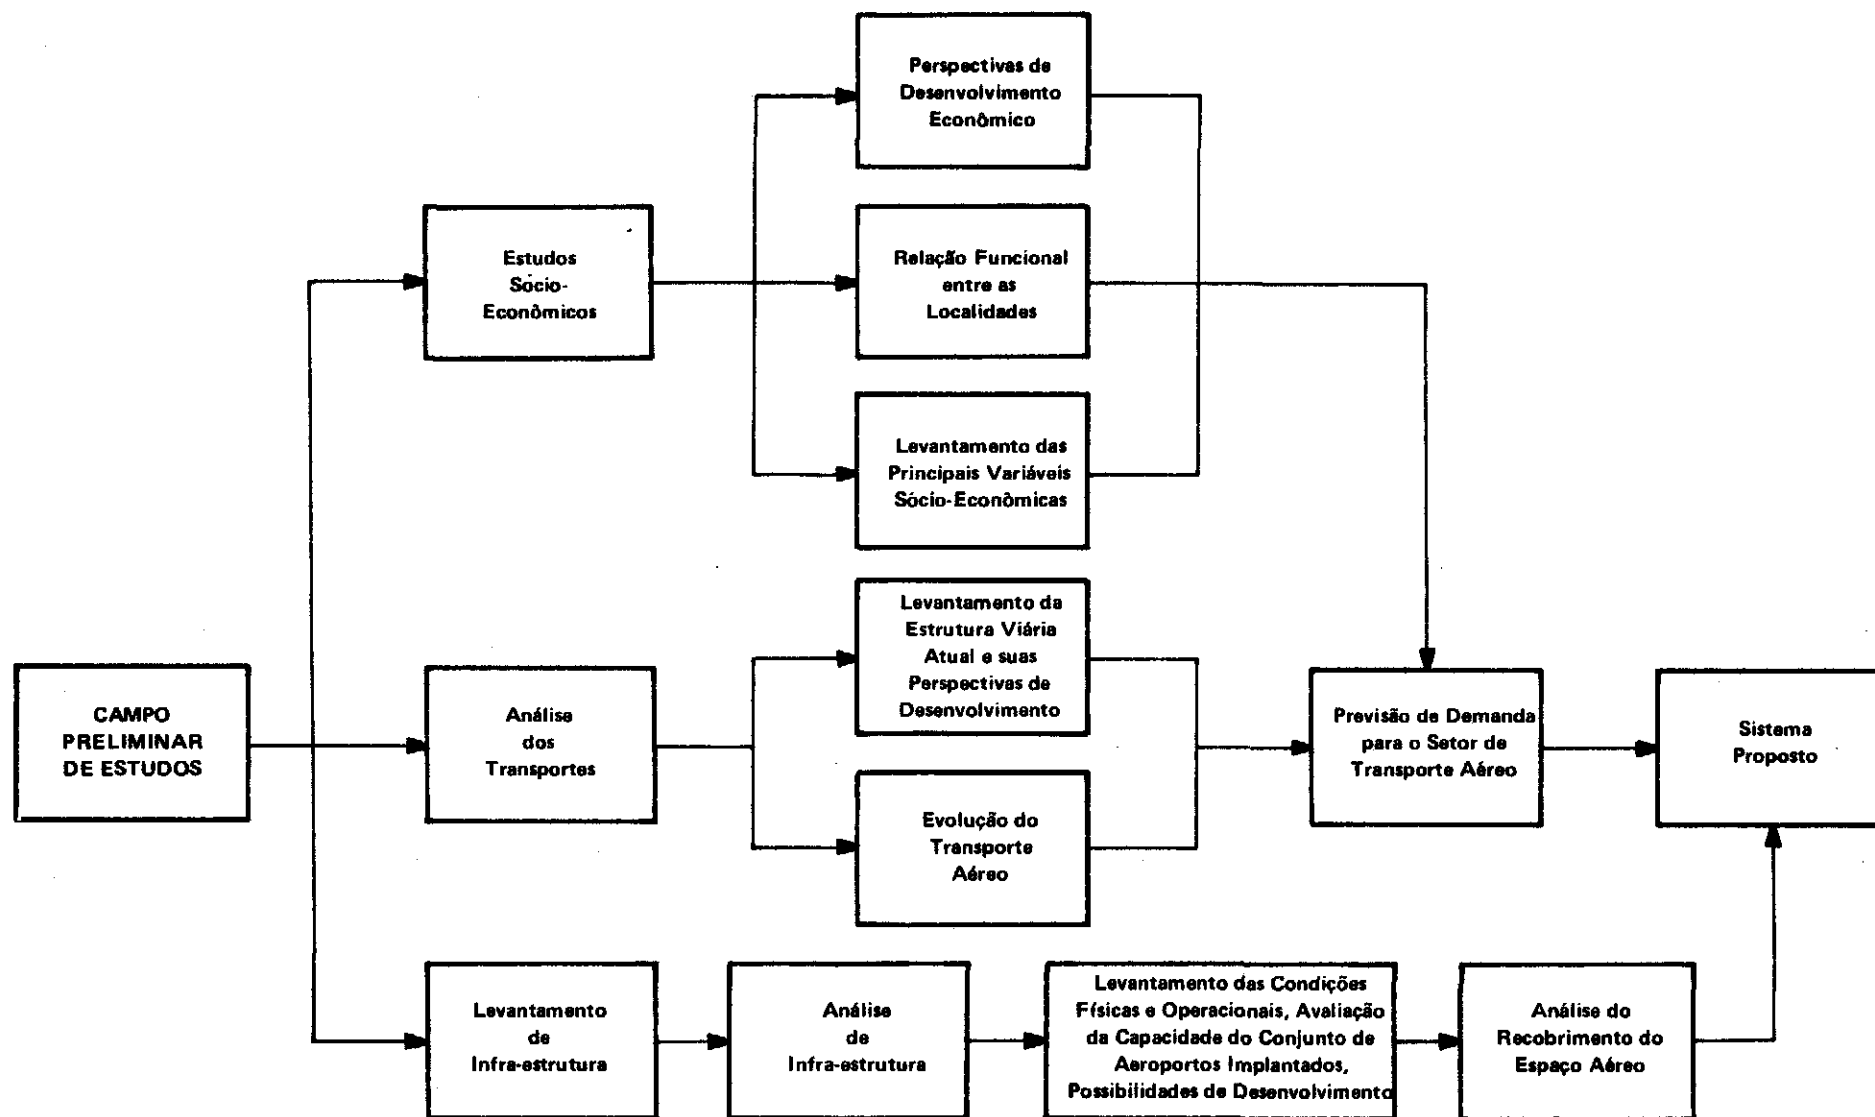 Perspectivas de
Desenvolvimento
Econômico
Estudos
Sócio-
Econômicos
Relação Funcional
entre as
Localidades
Levantamento das
Principais Variáveis
Sócio-Econômicas
CAMPO
PRELIMINAR
DE ESTUDOS
Análise
dos
Transportes
Levantamento da
Estrutura Viária
Atual e suas
Perspectivas de
Desenvolvimento
Evolução do
Transporte
Aéreo
Previsão de Demanda
para o Setor de
Transporte Aéreo
Sistema
Proposto
Levantamento
de
Infra-estrutura
Análise
de
Infra-estrutura
Levantamento das Condições
Físicas e Operacionais, Avaliação
da Capacidade do Conjunto de
Aeroportos Implantados,
Possibilidades de Desenvolvimento
Análise do
Recobrimento do
Espaço Aéreo